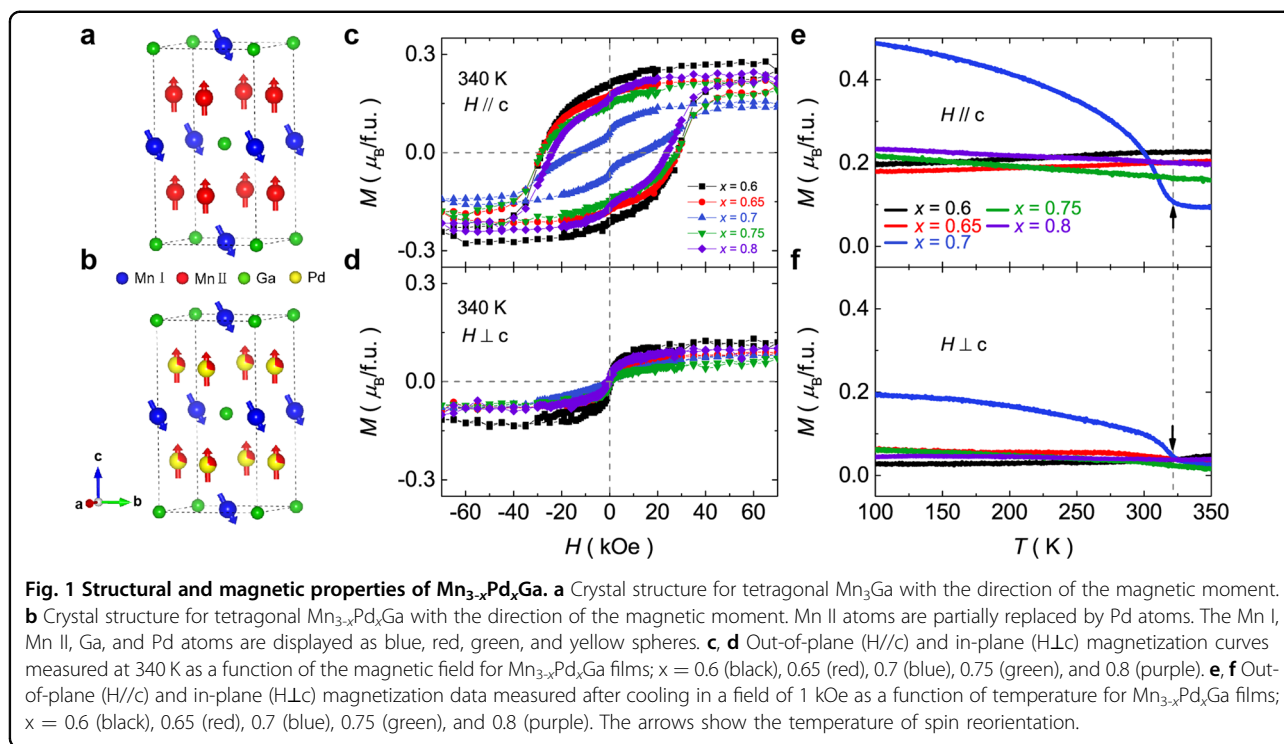 a
b
Mn I Mn II Ga Pd
c
a b
c
340 K
H // c
M ( μB/f.u. )
0.3
0.0
-0.3
x = 0.6
x = 0.65
x = 0.7
x = 0.75
x = 0.8
d
340 K
H ⊥ c
M ( μB/f.u. )
0.3
0.0
-0.3
-60 -40 -20 0 20 40 60
H ( kOe )
e
H // c
M ( μB/f.u. )
0.4
0.2
0.0
x = 0.6 x = 0.75
x = 0.65 x = 0.8
x = 0.7
f
H ⊥ c
M ( μB/f.u. )
0.4
0.2
0.0
100 150 200 250 300 350
T ( K )
Fig. 1 Structural and magnetic properties of Mn3-xPdxGa. a Crystal structure for tetragonal Mn3Ga with the direction of the magnetic moment.
b Crystal structure for tetragonal Mn3-xPdxGa with the direction of the magnetic moment. Mn II atoms are partially replaced by Pd atoms. The Mn I,
Mn II, Ga, and Pd atoms are displayed as blue, red, green, and yellow spheres. c, d Out-of-plane (H//c) and in-plane (H⊥c) magnetization curves
measured at 340 K as a function of the magnetic field for Mn3-xPdxGa films; x = 0.6 (black), 0.65 (red), 0.7 (blue), 0.75 (green), and 0.8 (purple). e, f Out-
of-plane (H//c) and in-plane (H⊥c) magnetization data measured after cooling in a field of 1 kOe as a function of temperature for Mn3-xPdxGa films;
x = 0.6 (black), 0.65 (red), 0.7 (blue), 0.75 (green), and 0.8 (purple). The arrows show the temperature of spin reorientation.